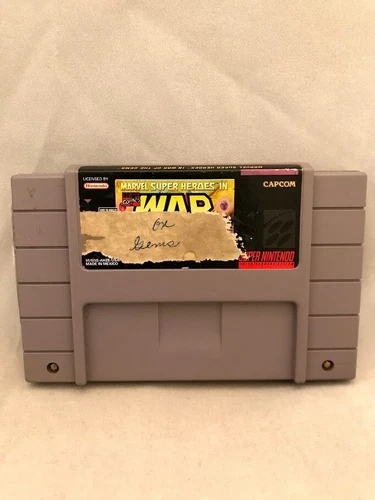 MARVEL SUPER HEROES IN WAR OF THE GEMS
LICENSED BY
Nintendo
MARVEL SUPER HEROES IN
WAR
CAPCOM
Gems
SUPER NINTENDO
MADE IN MEXICO